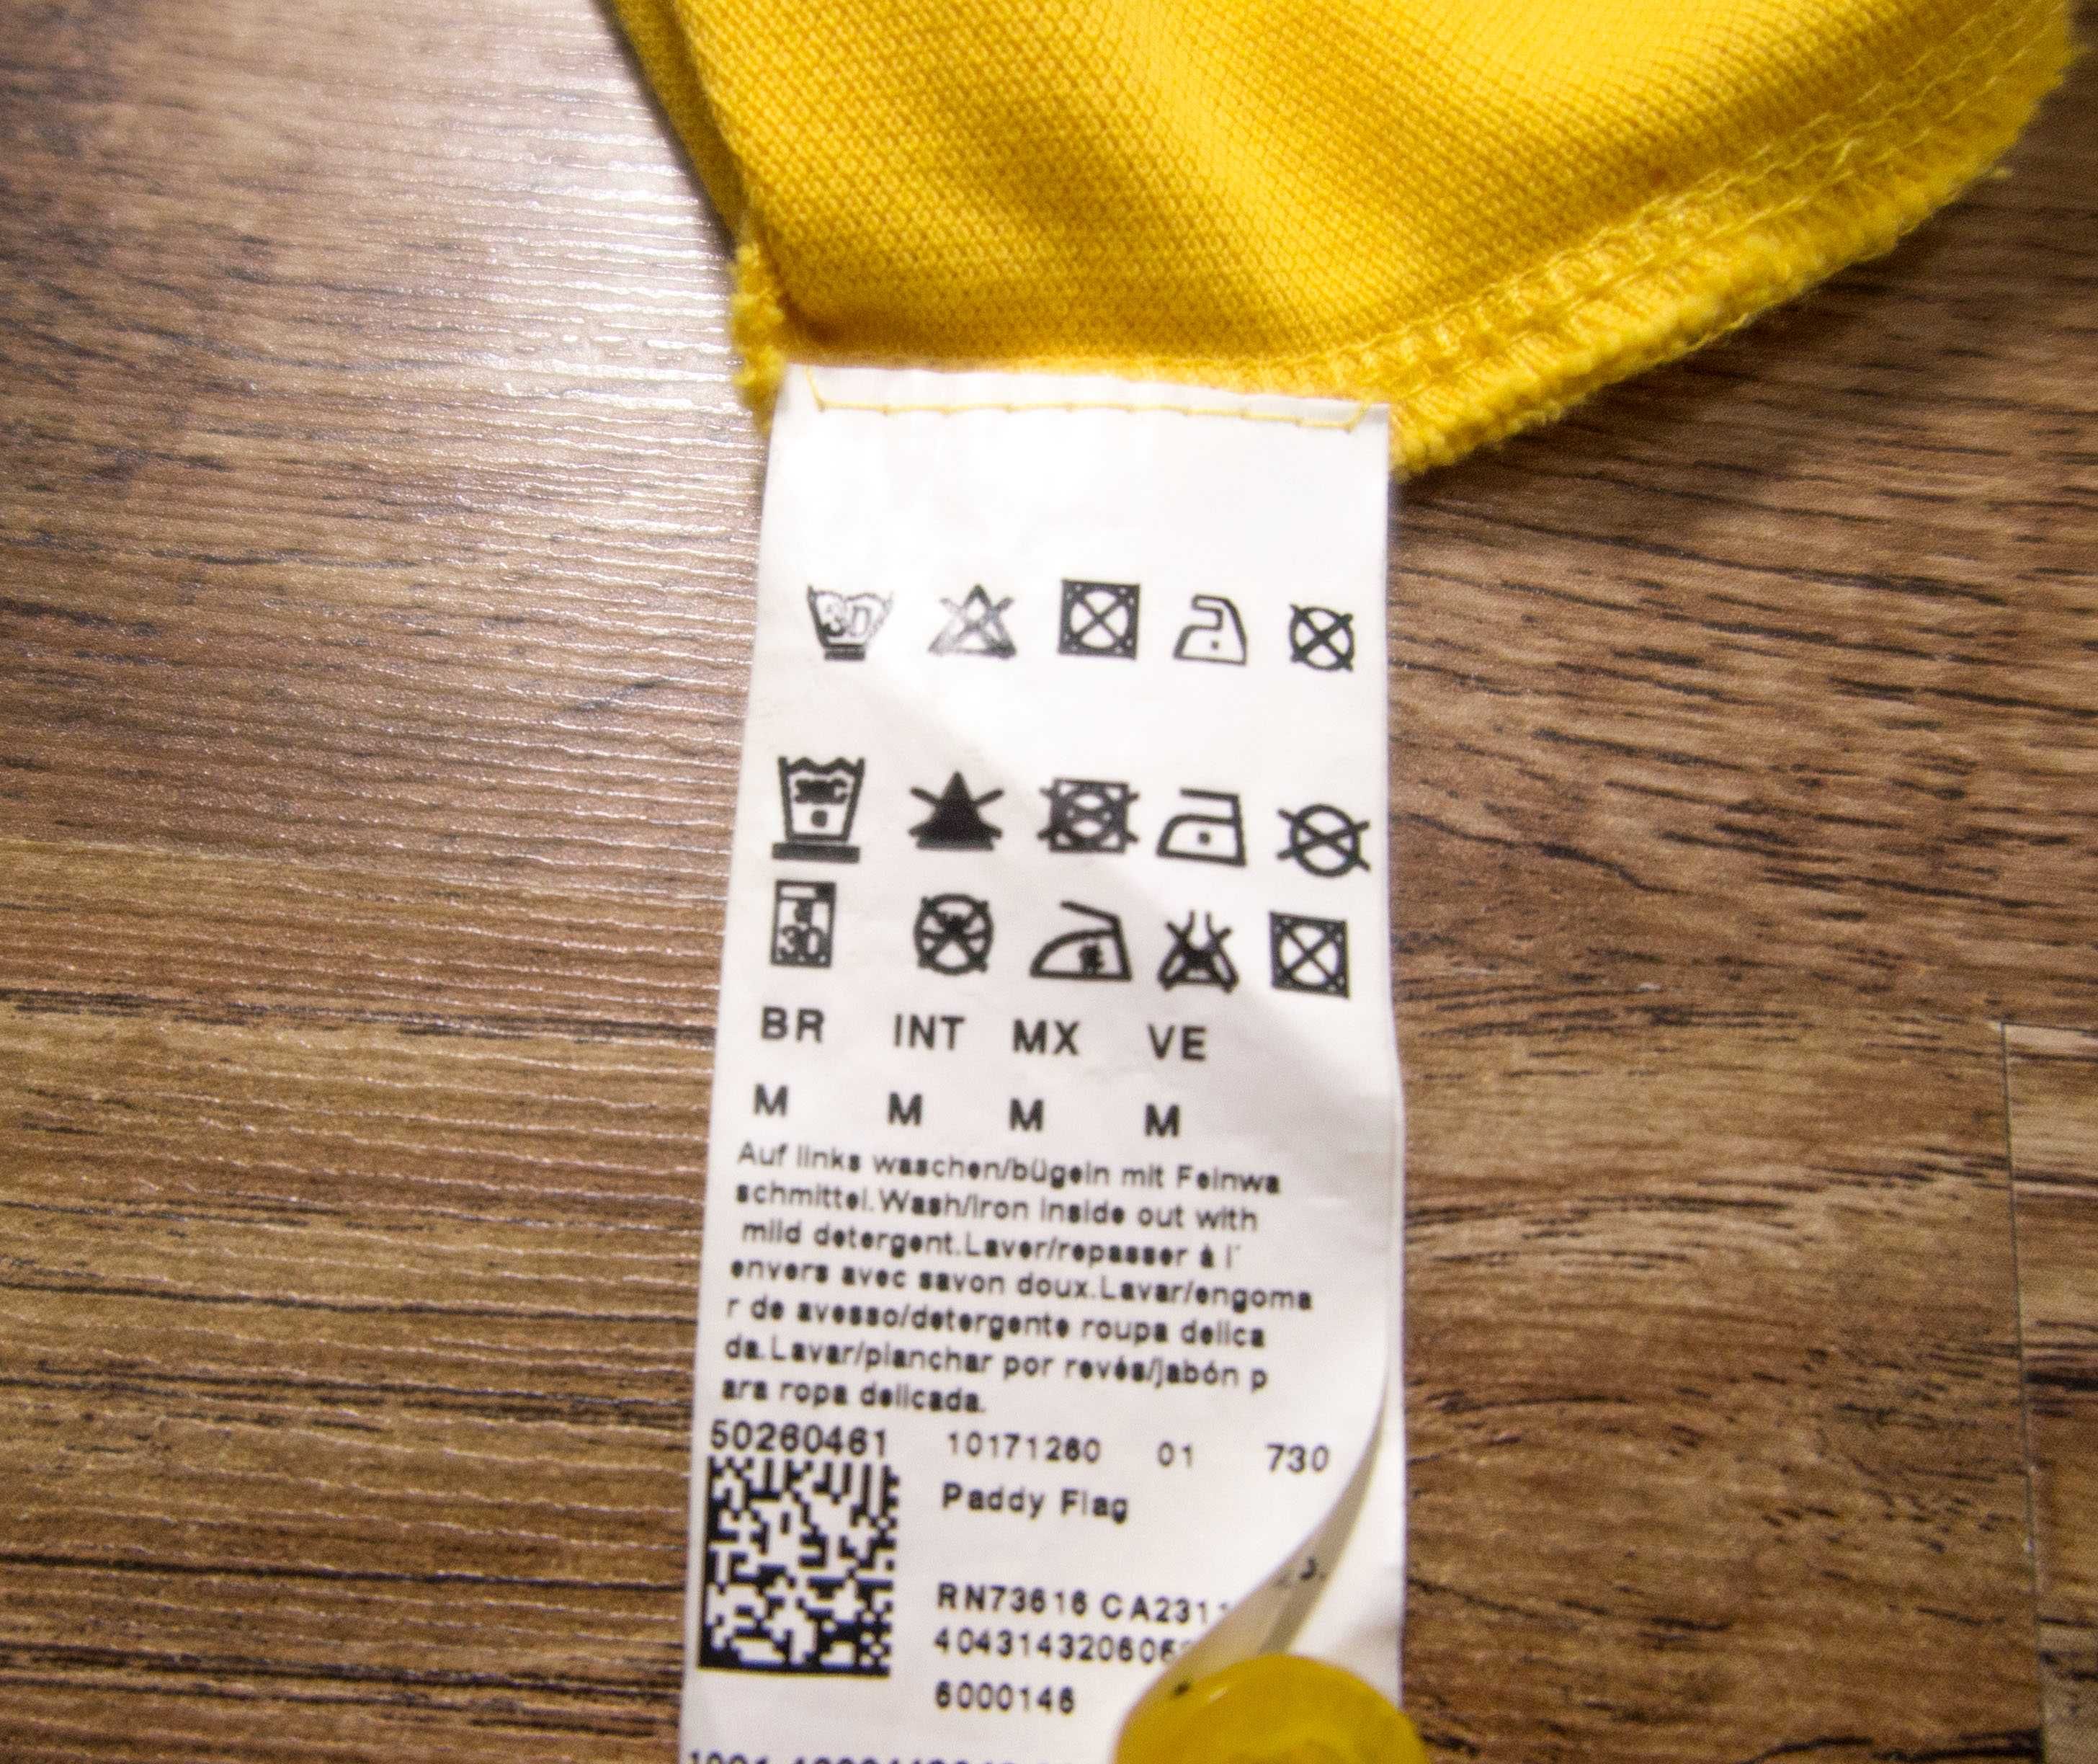 30
30
BR INT MX VE
M M M M
Auf links waschen/bügeln mit Feinwa
schmittel.Wash/iron inside out with
mild detergent.Laver/repasser à l'
envers avec savon doux.Lavar/engoma
r de avesso/detergente roupa delica
da.Lavar/planchar por revés/jabón p
ara ropa delicada.
50260461 10171260 01 730
Paddy Flag
RN73616
6000146